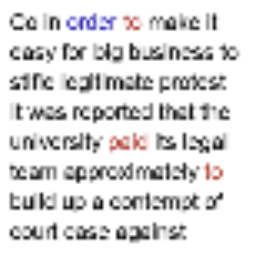 Ca in order to make it
easy for big business to
stifle legitimate protest
it was reported that the
university paid its legal
team approximately to
build up a contempt of
court case against